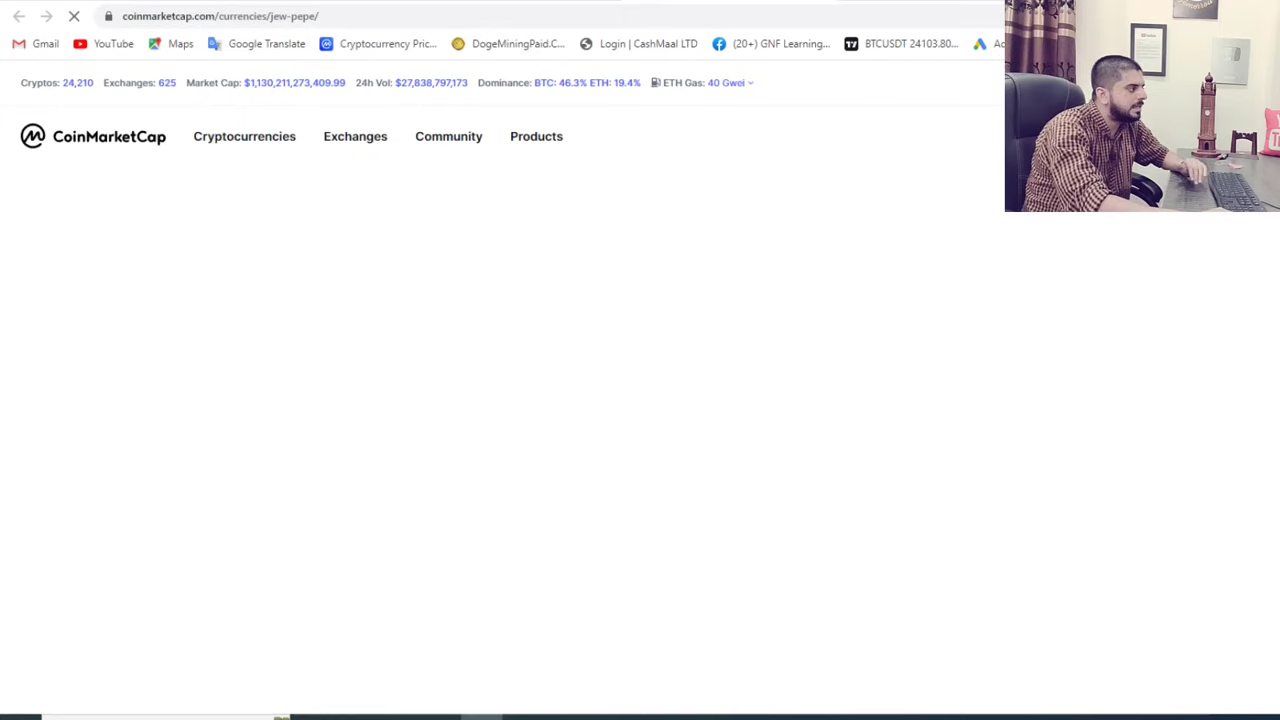 coinmarketcap.com/currencies/jew-pepe/
Gmail YouTube Maps Google Translate Cryptocurrency Pric... DogeMiningPaid.C... Login | CashMaal LTD (20+) GNF Learning... BTCUSDT 24103.80...
Cryptos: 24,210 Exchanges: 625 Market Cap: $1,130,211,273,409.99 24h Vol: $27,838,797,173 Dominance: BTC: 46.3% ETH: 19.4% ETH Gas: 40 Gwei
CoinMarketCap Cryptocurrencies Exchanges Community Products